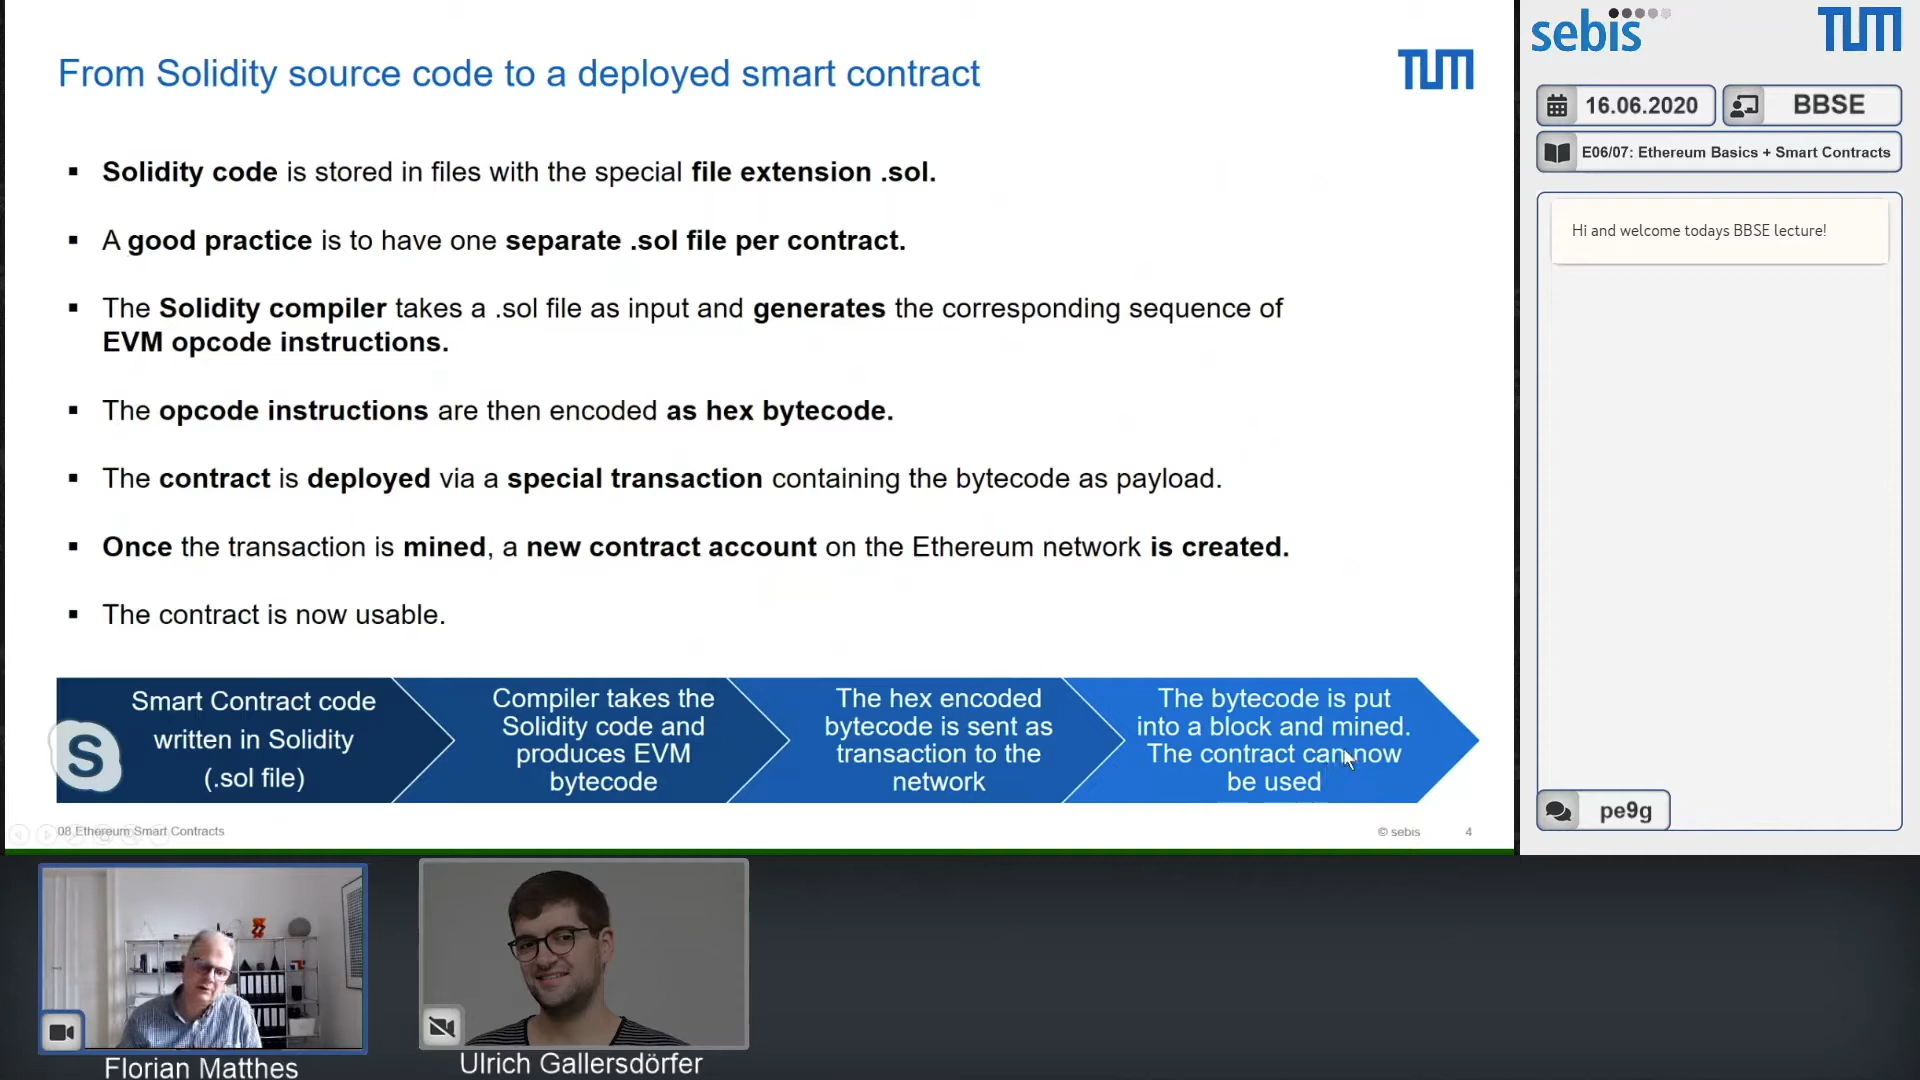 From Solidity source code to a deployed smart contract
TUM
Solidity code is stored in files with the special file extension .sol.
A good practice is to have one separate .sol file per contract.
The Solidity compiler takes a .sol file as input and generates the corresponding sequence of
EVM opcode instructions.
The opcode instructions are then encoded as hex bytecode.
The contract is deployed via a special transaction containing the bytecode as payload.
Once the transaction is mined, a new contract account on the Ethereum network is created.
The contract is now usable.
S
Smart Contract code
written in Solidity
(.sol file)
Compiler takes the
Solidity code and
produces EVM
bytecode
The hex encoded
bytecode is sent as
transaction to the
network
The bytecode is put
into a block and mined.
The contract can now
be used
08 Ethereum Smart Contracts
© sebis
4
sebis
TUM
16.06.2020
BBSE
E06/07: Ethereum Basics + Smart Contracts
Hi and welcome todays BBSE lecture!
pe9g
Florian Matthes
Ulrich Gallersdörfer